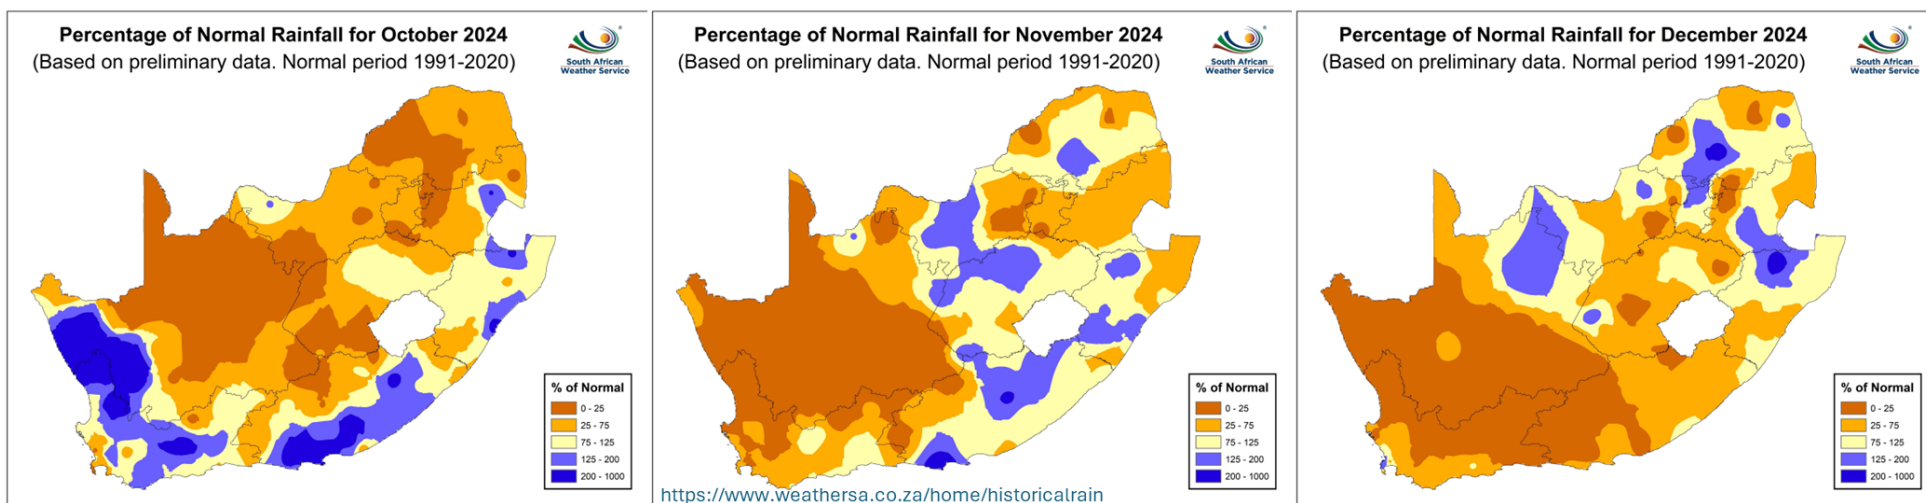 Percentage of Normal Rainfall for October 2024
(Based on preliminary data. Normal period 1991-2020)
South African
Weather Service
% of Normal
0 - 25
25 - 75
75 - 125
125 - 200
200 - 1000
Percentage of Normal Rainfall for November 2024
(Based on preliminary data. Normal period 1991-2020)
South African
Weather Service
% of Normal
0 - 25
25 - 75
75 - 125
125 - 200
200 - 1000
https://www.weathersa.co.za/home/historicalrain
Percentage of Normal Rainfall for December 2024
(Based on preliminary data. Normal period 1991-2020)
South African
Weather Service
% of Normal
0 - 25
25 - 75
75 - 125
125 - 200
200 - 1000